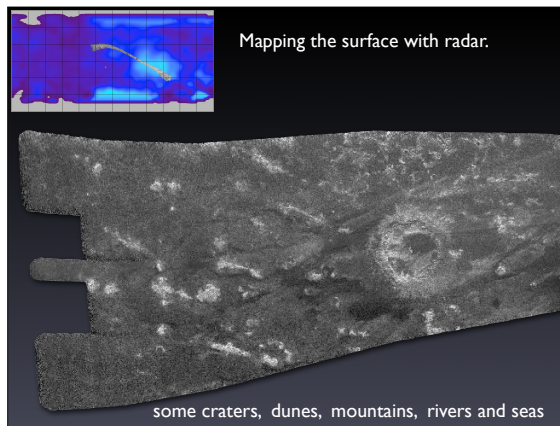 Mapping the surface with radar.
some craters, dunes, mountains, rivers and seas